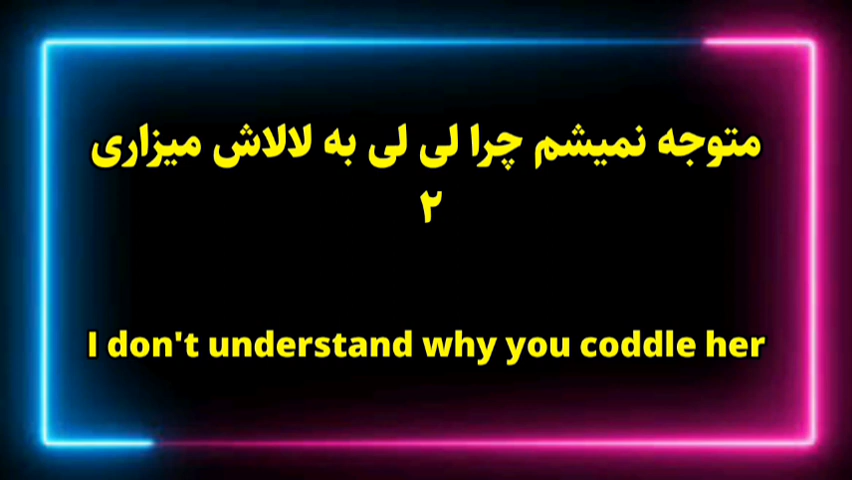 متوجه نمیشم چرا لی لی به لالاش میزاری
۲
I don't understand why you coddle her